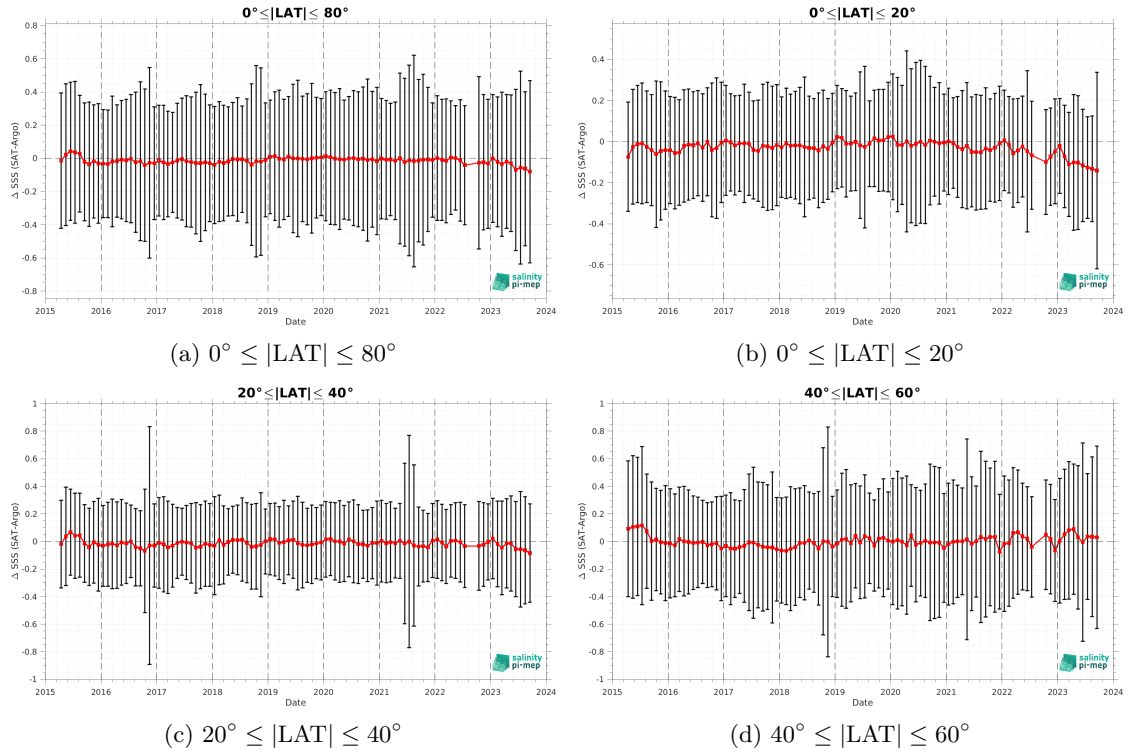 0°≤|LAT|≤ 80°
0.8
0.6
0.4
0.2
0
-0.2
-0.4
-0.6
-0.8
Δ SSS (SAT-Argo)
2015 2016 2017 2018 2019 2020 2021 2022 2023 2024
Date
salinity
pi-mep
(a) 0° ≤ |LAT| ≤ 80°
0°≤|LAT|≤ 20°
0.4
0.2
0
-0.2
-0.4
-0.6
Δ SSS (SAT-Argo)
2015 2016 2017 2018 2019 2020 2021 2022 2023 2024
Date
salinity
pi-mep
(b) 0° ≤ |LAT| ≤ 20°
20°≤|LAT|≤ 40°
1
0.8
0.6
0.4
0.2
0
-0.2
-0.4
-0.6
-0.8
-1
Δ SSS (SAT-Argo)
2015 2016 2017 2018 2019 2020 2021 2022 2023 2024
Date
salinity
pi-mep
(c) 20° ≤ |LAT| ≤ 40°
40°≤|LAT|≤ 60°
1
0.8
0.6
0.4
0.2
0
-0.2
-0.4
-0.6
-0.8
-1
Δ SSS (SAT-Argo)
2015 2016 2017 2018 2019 2020 2021 2022 2023 2024
Date
salinity
pi-mep
(d) 40° ≤ |LAT| ≤ 60°